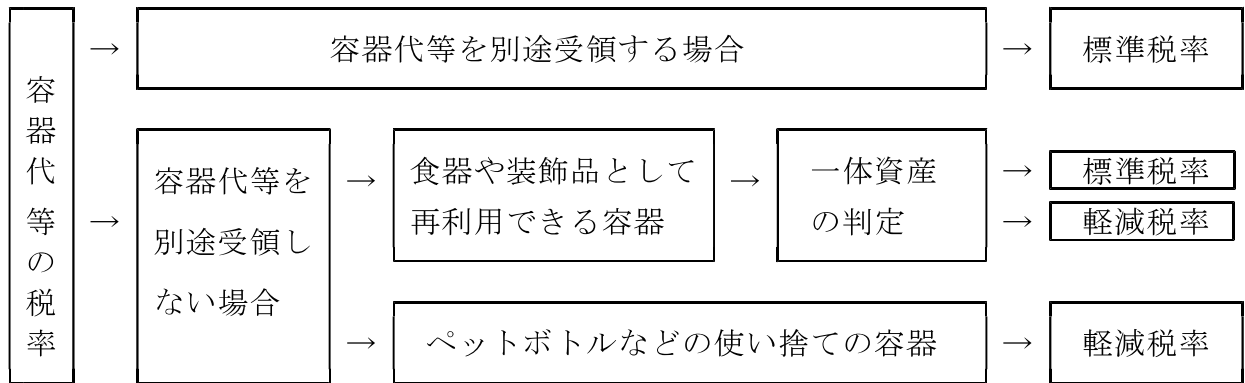 容器代等の税率
→
容器代等を別途受領する場合
→
標準税率
→
容器代等を
別途受領し
ない場合
→
食器や装飾品として
再利用できる容器
→
一体資産
の判定
→
標準税率
→
軽減税率
→
ペットボトルなどの使い捨ての容器
→
軽減税率